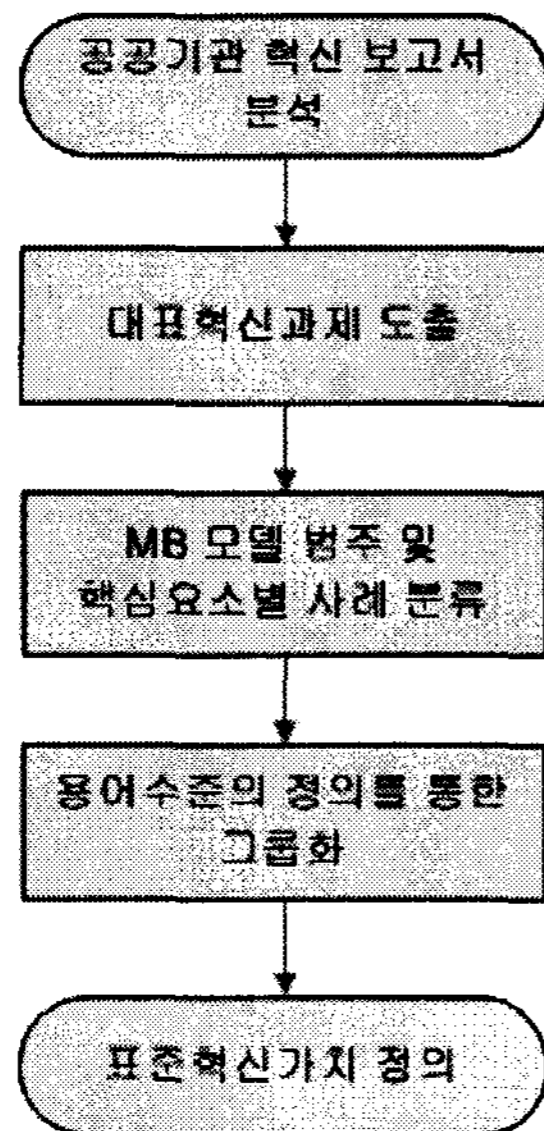 공공기관 혁신 보고서
분석
대표혁신과제 도출
MB 모델 범주 및
핵심요소별 사례 분류
용어수준의 정의를 통한
그룹화
표준혁신가치 정의